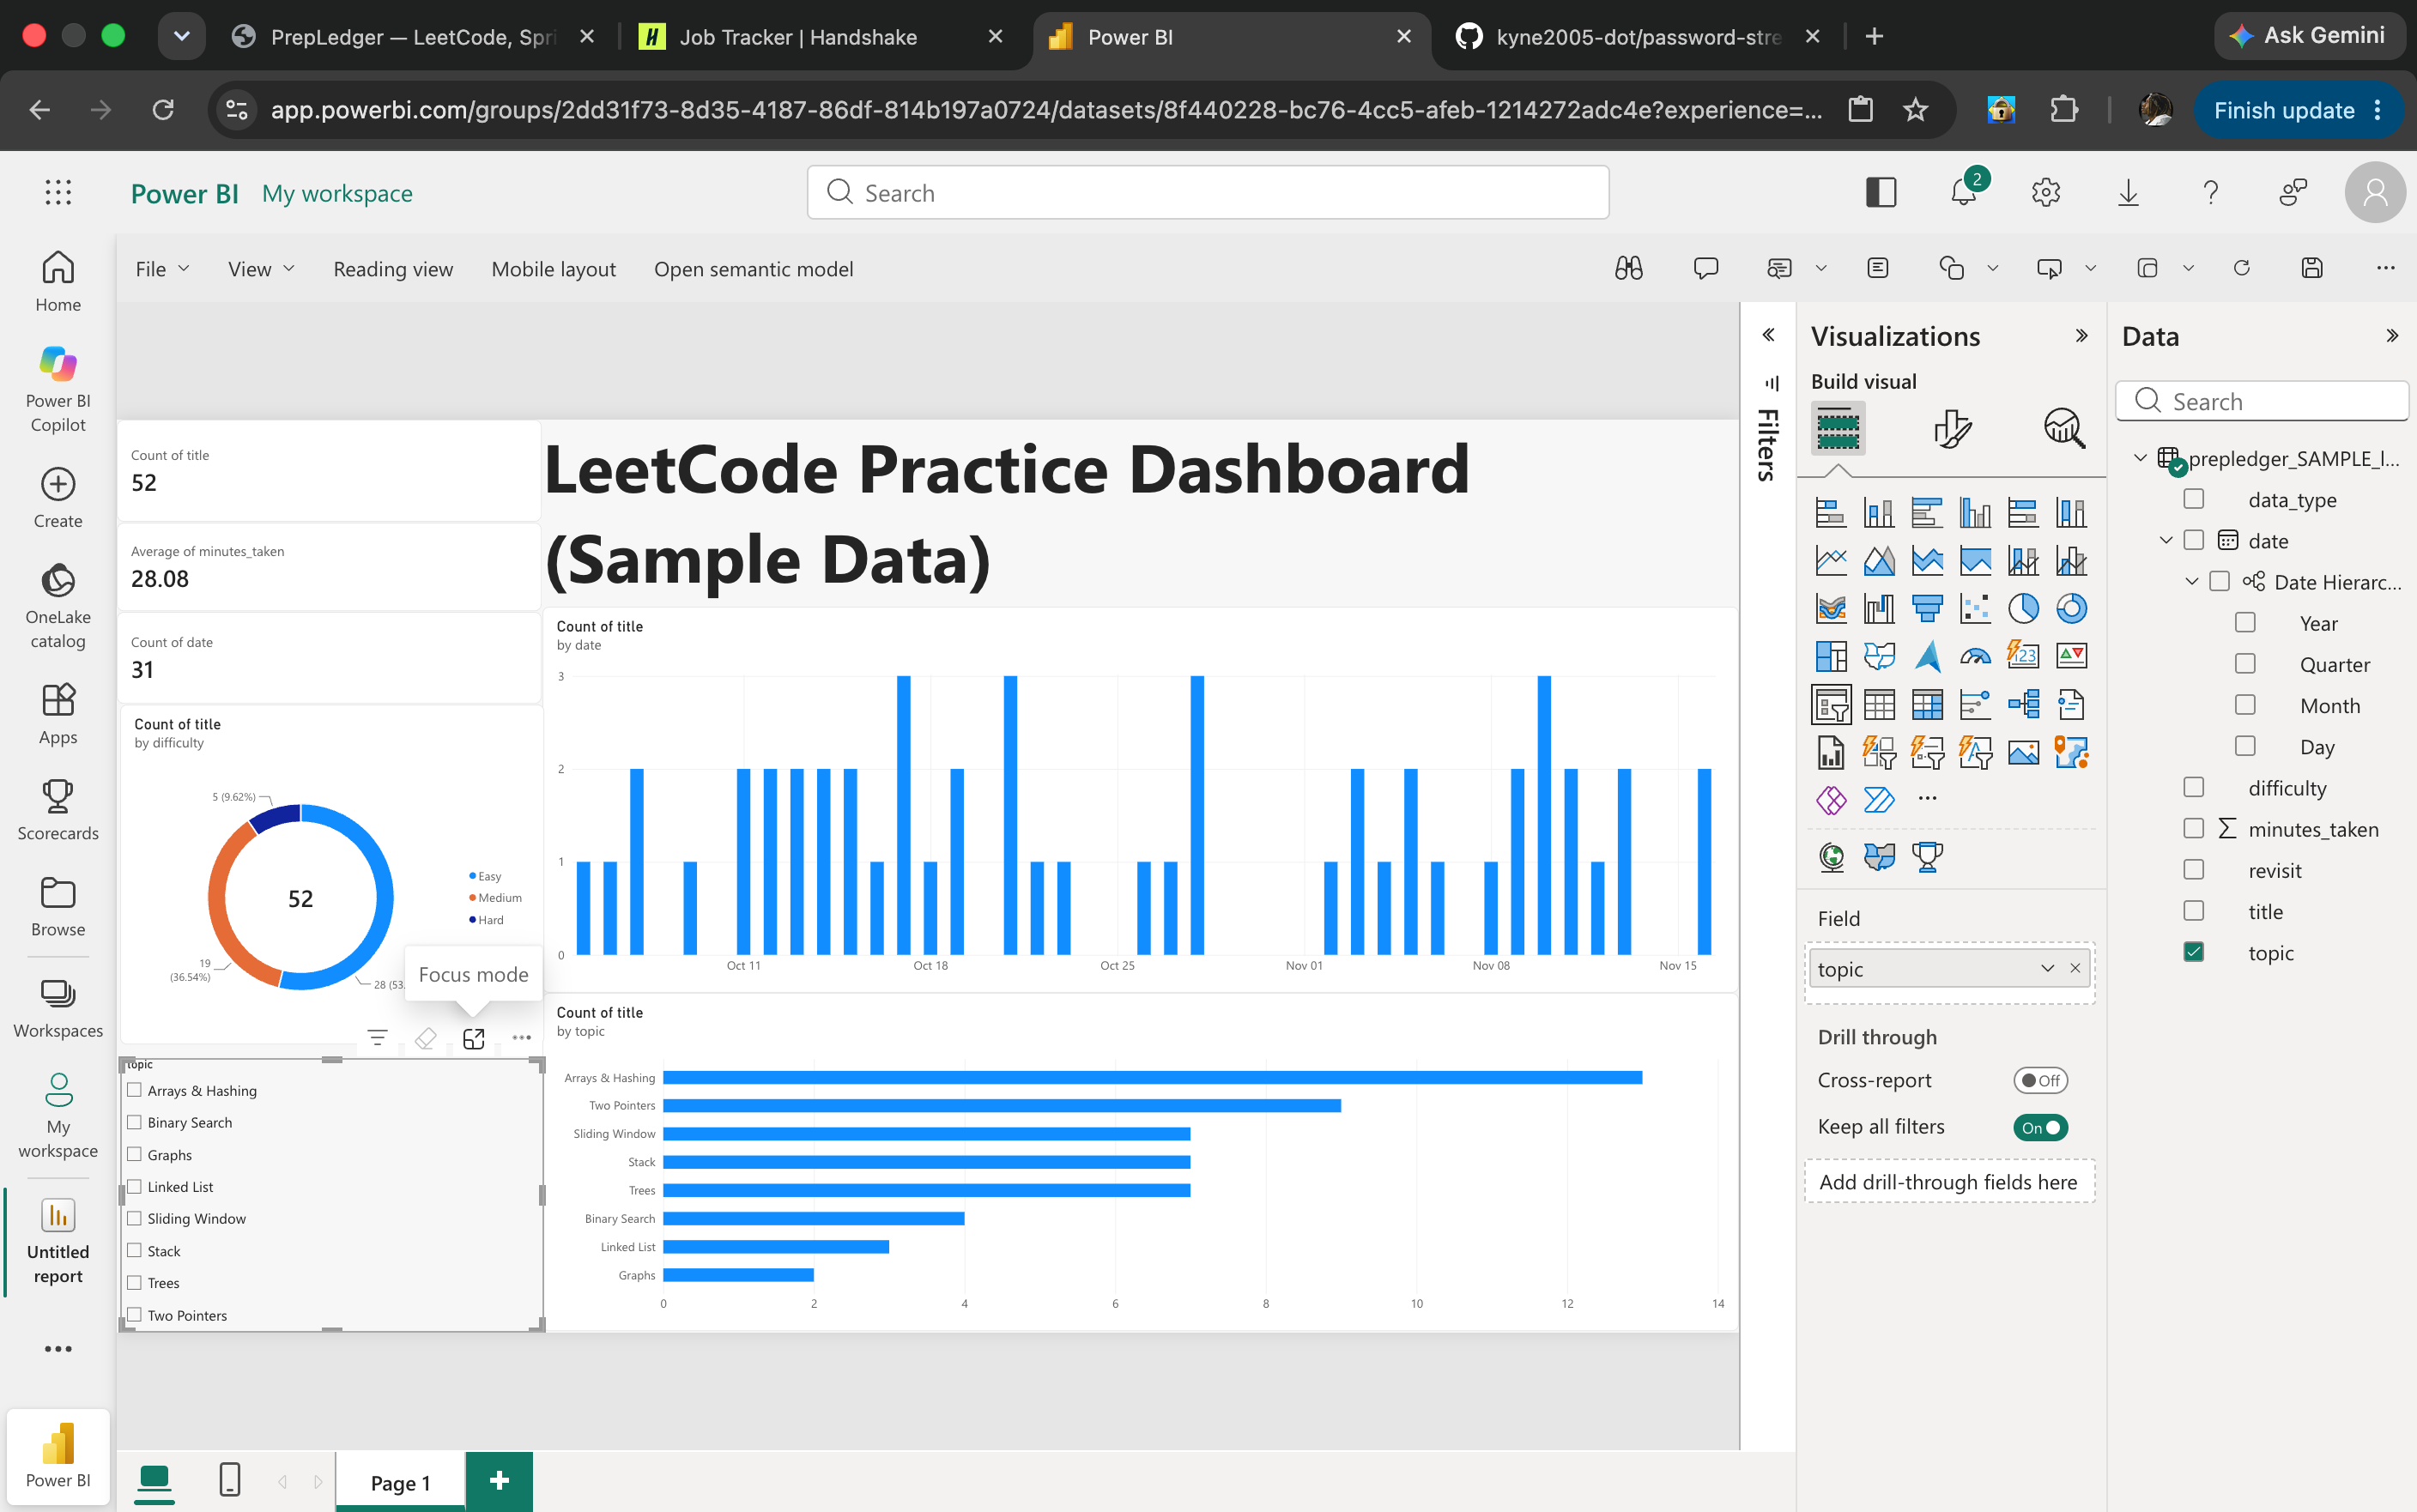 PrepLedger — LeetCode, Spri
Job Tracker | Handshake
Power BI
kyne2005-dot/password-stre
Ask Gemini
app.powerbi.com/groups/2dd31f73-8d35-4187-86df-814b197a0724/datasets/8f440228-bc76-4cc5-afeb-1214272adc4e?experience=...
Finish update
Power BI
My workspace
Search
2
File
View
Reading view
Mobile layout
Open semantic model
Home
Power BI
Copilot
Create
OneLake
catalog
Apps
Scorecards
Browse
Workspaces
My
workspace
Untitled
report
Power BI
Count of title
52
Average of minutes_taken
28.08
Count of date
31
LeetCode Practice Dashboard
(Sample Data)
Count of title
by difficulty
5 (9.62%)
52
19
(36.54%)
28 (53.
Easy
Medium
Hard
Focus mode
topic
Arrays & Hashing
Binary Search
Graphs
Linked List
Sliding Window
Stack
Trees
Two Pointers
Count of title
by date
3
2
1
0
Oct 11
Oct 18
Oct 25
Nov 01
Nov 08
Nov 15
Count of title
by topic
Arrays & Hashing
Two Pointers
Sliding Window
Stack
Trees
Binary Search
Linked List
Graphs
0
2
4
6
8
10
12
14
Page 1
Filters
Visualizations
Build visual
123
Field
topic
Drill through
Cross-report
Off
Keep all filters
On
Add drill-through fields here
Data
Search
prepledger_SAMPLE_l...
data_type
date
Date Hierarc...
Year
Quarter
Month
Day
difficulty
minutes_taken
revisit
title
topic